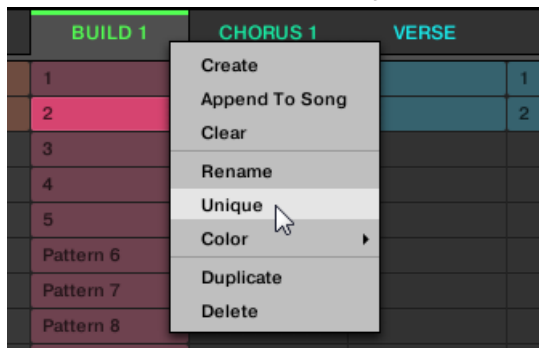 BUILD 1
CHORUS 1
VERSE
1
2
3
4
5
Pattern 6
Pattern 7
Pattern 8
Create
Append To Song
Clear
Rename
Unique
Color
Duplicate
Delete
1
2